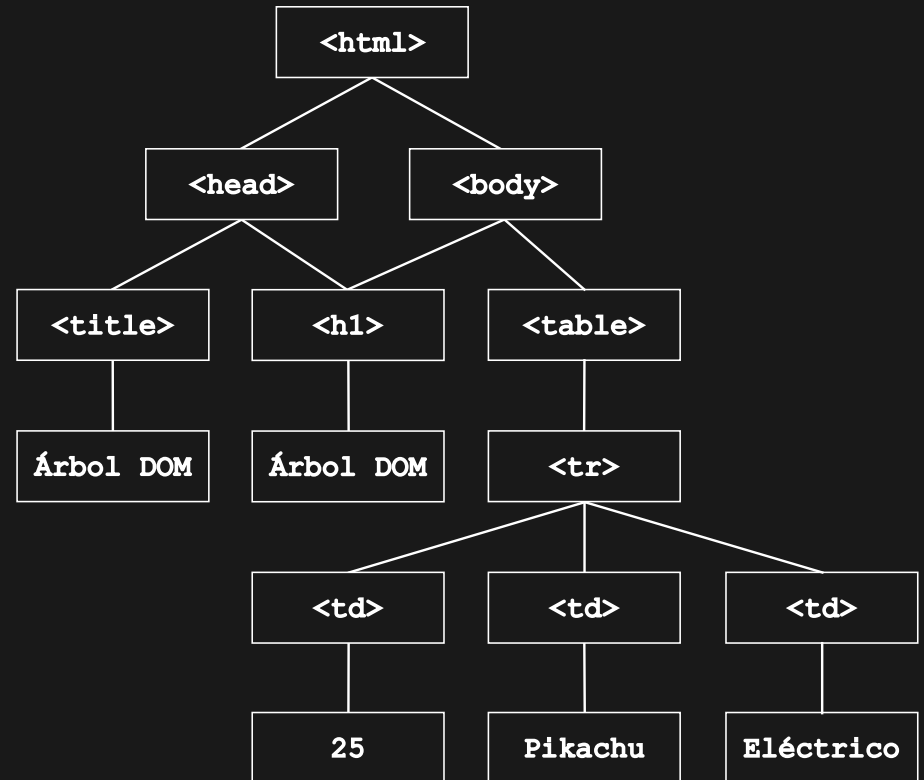 <html>
<head>
<body>
<title>
<h1>
<table>
Árbol DOM
Árbol DOM
<tr>
<td>
<td>
<td>
25
Pikachu
Eléctrico